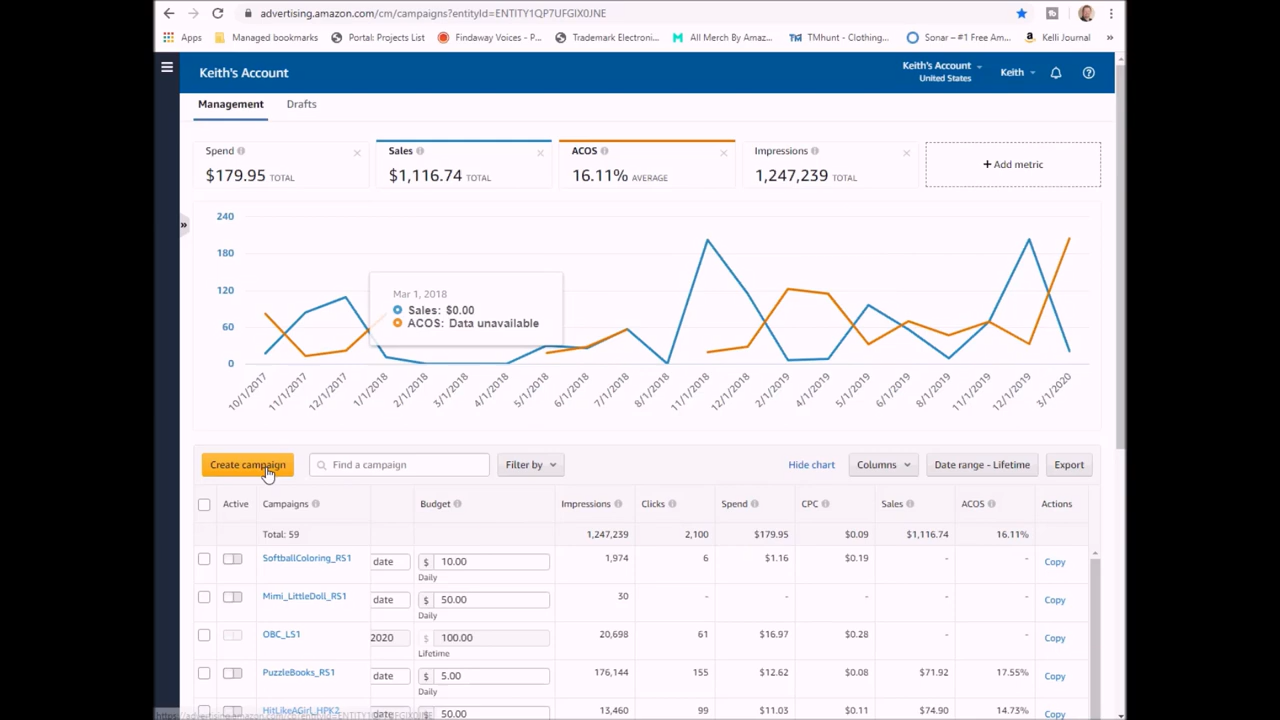 advertising.amazon.com/cm/campaigns?entityId=ENTITY1QP7UFGIX0JNE
Apps Managed bookmarks Portal: Projects List Findaway Voices - P... Trademark Electroni... All Merch By Amaz... TMhunt - Clothing,... Sonar – #1 Free Am... Kelli Journal »
Keith's Account
Keith's Account
United States
Keith
Management Drafts
Spend Sales ACOS Impressions
$179.95 TOTAL $1,116.74 TOTAL 16.11% AVERAGE 1,247,239 TOTAL
+ Add metric
240
180
120
60
0
Mar 1, 2018
Sales: $0.00
ACOS: Data unavailable
10/1/2017 11/1/2017 12/1/2017 1/1/2018 2/1/2018 3/1/2018 4/1/2018 5/1/2018 6/1/2018 7/1/2018 8/1/2018 11/1/2018 12/1/2018 2/1/2019 4/1/2019 5/1/2019 6/1/2019 8/1/2019 11/1/2019 12/1/2019 3/1/2020
Create campaign Find a campaign Filter by Hide chart Columns Date range - Lifetime Export
Active Campaigns Budget Impressions Clicks Spend CPC Sales ACOS Actions
Total: 59 1,247,239 2,100 $179.95 $0.09 $1,116.74 16.11%
SoftballColoring_RS1 date $ 10.00 1,974 6 $1.16 $0.19 - - Copy
Daily
Mimi_LittleDoll_RS1 date $ 50.00 30 - - - - - Copy
Daily
OBC_LS1 2020 $ 100.00 20,698 61 $16.97 $0.28 - - Copy
Lifetime
PuzzleBooks_RS1 date $ 5.00 176,144 155 $12.62 $0.08 $71.92 17.55% Copy
Daily
HitLikeAGirl_HPK2 $ 50.00 13,460 99 $11.03 $0.11 $74.90 14.73% Copy
https://advertising.amazon.com/cb?entityId=ENTITY1QP7UFGIX0JNE